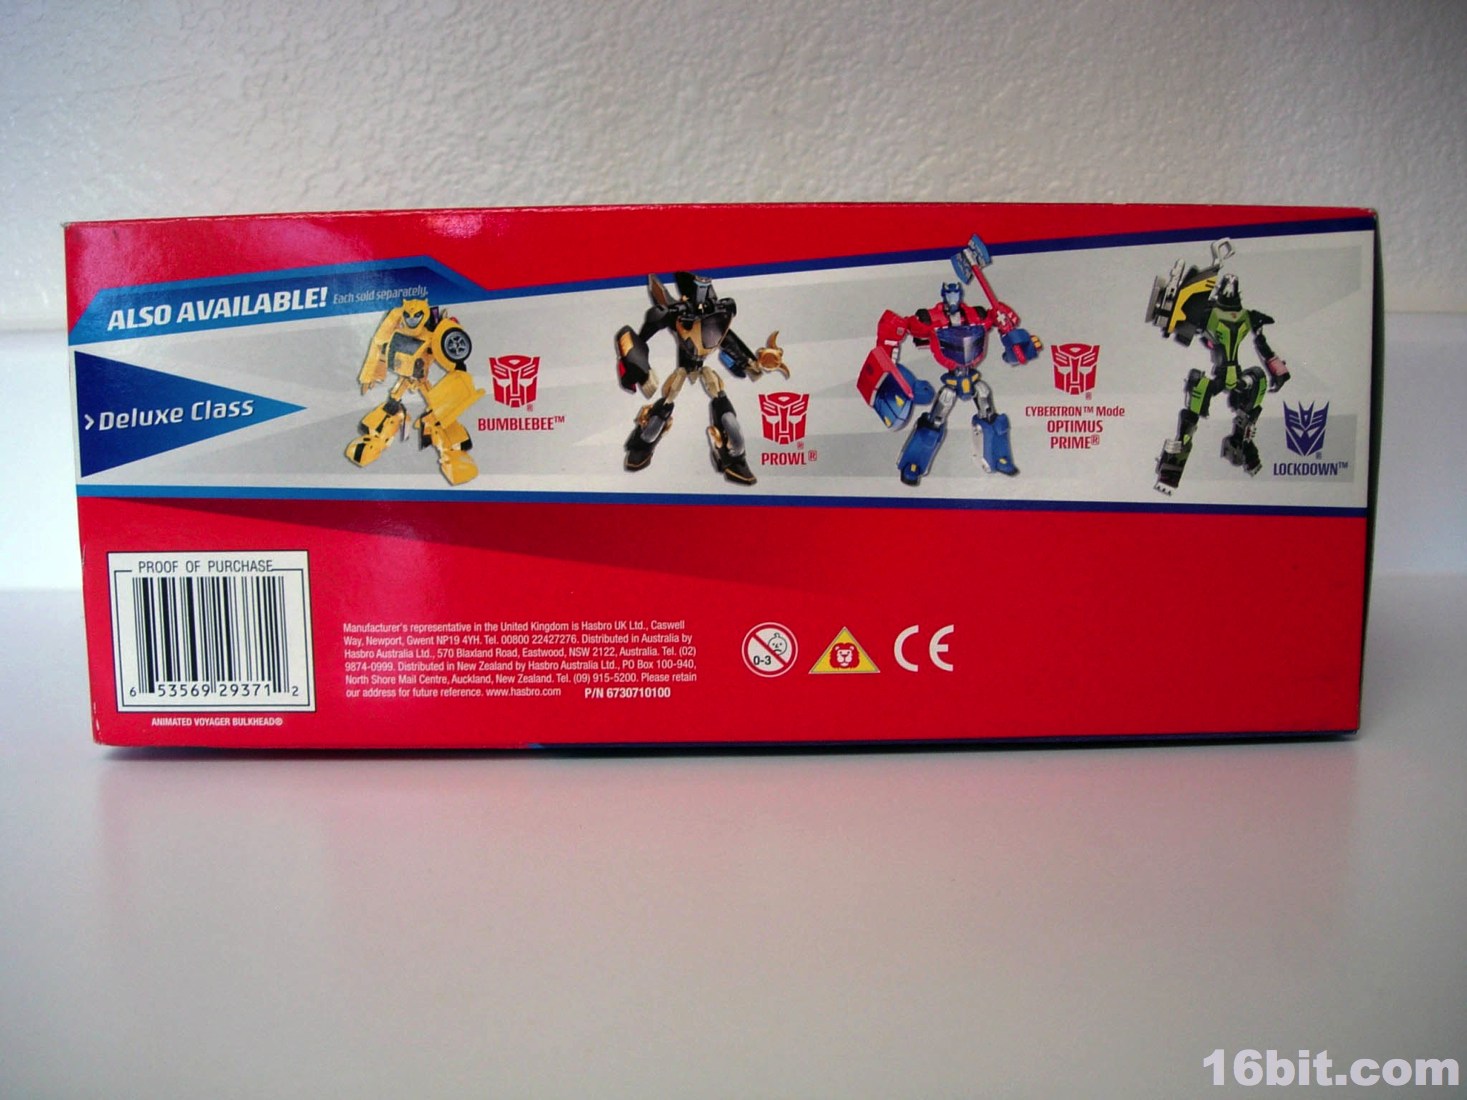 ALSO AVAILABLE! Each sold separately.
>Deluxe Class
BUMBLEBEE™
PROWL®
CYBERTRON™ Mode
OPTIMUS
PRIME®
LOCKDOWN™
PROOF OF PURCHASE
6 53569 29371 2
ANIMATED VOYAGER BULKHEAD®
Manufacturer's representative in the United Kingdom is Hasbro UK Ltd., Caswell
Way, Newport, Gwent NP19 4YH. Tel. 00800 22427276. Distributed in Australia by
Hasbro Australia Ltd., 570 Blaxland Road, Eastwood, NSW 2122, Australia. Tel. (02)
9874-0999. Distributed in New Zealand by Hasbro Australia Ltd., PO Box 100-940,
North Shore Mail Centre, Auckland, New Zealand. Tel. (09) 915-5200. Please retain
our address for future reference. www.hasbro.com P/N 6730710100
0-3
CE
16bit.com